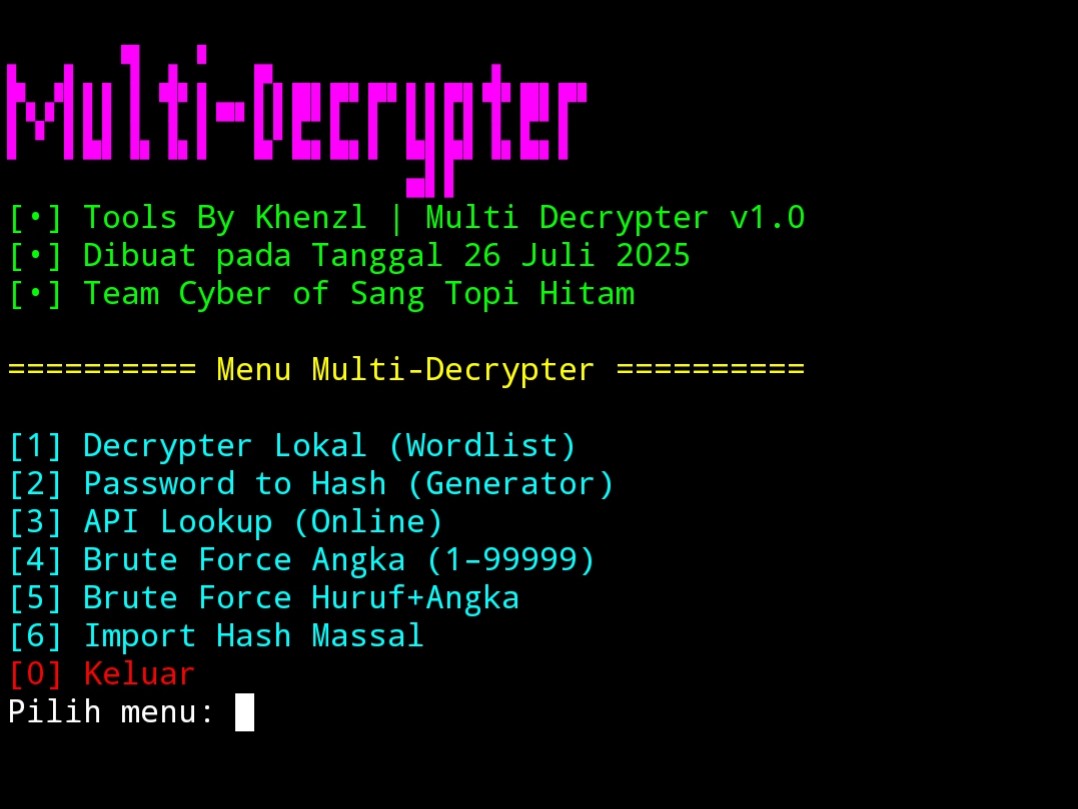 Multi-Decrypter
[•] Tools By Khenzl | Multi Decrypter v1.0
[•] Dibuat pada Tanggal 26 Juli 2025
[•] Team Cyber of Sang Topi Hitam
========== Menu Multi-Decrypter ==========
[1] Decrypter Lokal (Wordlist)
[2] Password to Hash (Generator)
[3] API Lookup (Online)
[4] Brute Force Angka (1–99999)
[5] Brute Force Huruf+Angka
[6] Import Hash Massal
[0] Keluar
Pilih menu: